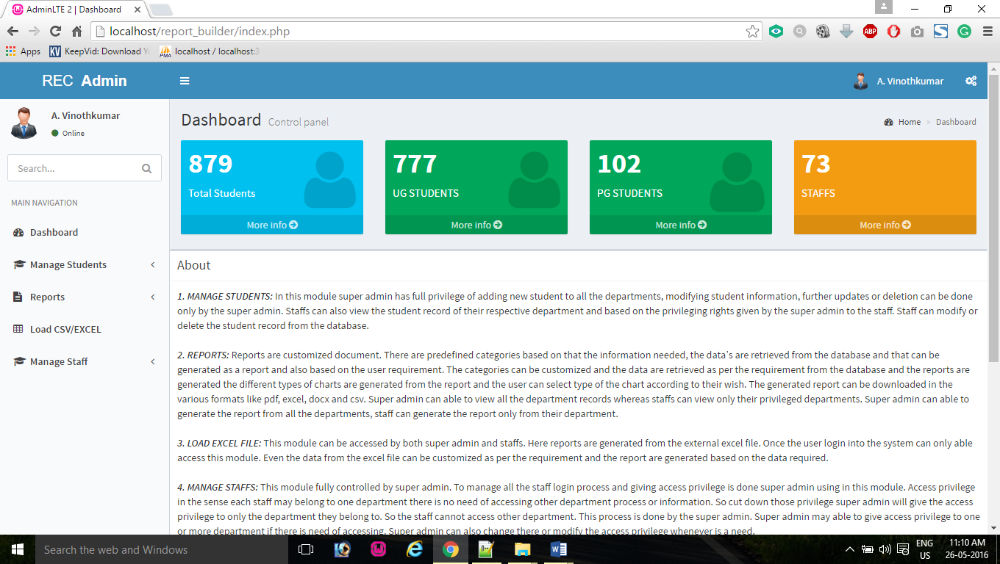 AdminLTE 2 | Dashboard
localhost/report_builder/index.php
ABP
Apps
KV KeepVid: Download
PMA localhost / localhost:3
REC Admin
A. Vinothkumar
A. Vinothkumar
Online
Search...
MAIN NAVIGATION
Dashboard
Manage Students
Reports
Load CSV/EXCEL
Manage Staff
Dashboard Control panel
Home > Dashboard
879
Total Students
More info
777
UG STUDENTS
More info
102
PG STUDENTS
More info
73
STAFFS
More info
About
1. MANAGE STUDENTS: In this module super admin has full privilege of adding new student to all the departments, modifying student information, further updates or deletion can be done
only by the super admin. Staffs can also view the student record of their respective department and based on the privileging rights given by the super admin to the staff. Staff can modify or
delete the student record from the database.
2. REPORTS: Reports are customized document. There are predefined categories based on that the information needed, the data's are retrieved from the database and that can be
generated as a report and also based on the user requirement. The categories can be customized and the data are retrieved as per the requirement from the database and the reports are
generated the different types of charts are generated from the report and the user can select type of the chart according to their wish. The generated report can be downloaded in the
various formats like pdf, excel, docx and csv. Super admin can able to view all the department records whereas staffs can view only their privileged departments. Super admin can able to
generate the report from all the departments, staff can generate the report only from their department.
3. LOAD EXCEL FILE: This module can be accessed by both super admin and staffs. Here reports are generated from the external excel file. Once the user login into the system can only able
access this module. Even the data from the excel file can be customized as per the requirement and the report are generated based on the data required.
4. MANAGE STAFFS: This module fully controlled by super admin. To manage all the staff login process and giving access privilege is done super admin using in this module. Access privilege
in the sense each staff may belong to one department there is no need of accessing other department process or information. So cut down those privilege super admin will give the access
privilege to only the department they belong to. So the staff cannot access other department. This process is done by the super admin. Super admin may able to give access privilege to one
or more department if there is need of accessing. Super admin can also change there or modify the access privilege whenever is a need.
Search the web and Windows
ENG
US
11:10 AM
26-05-2016